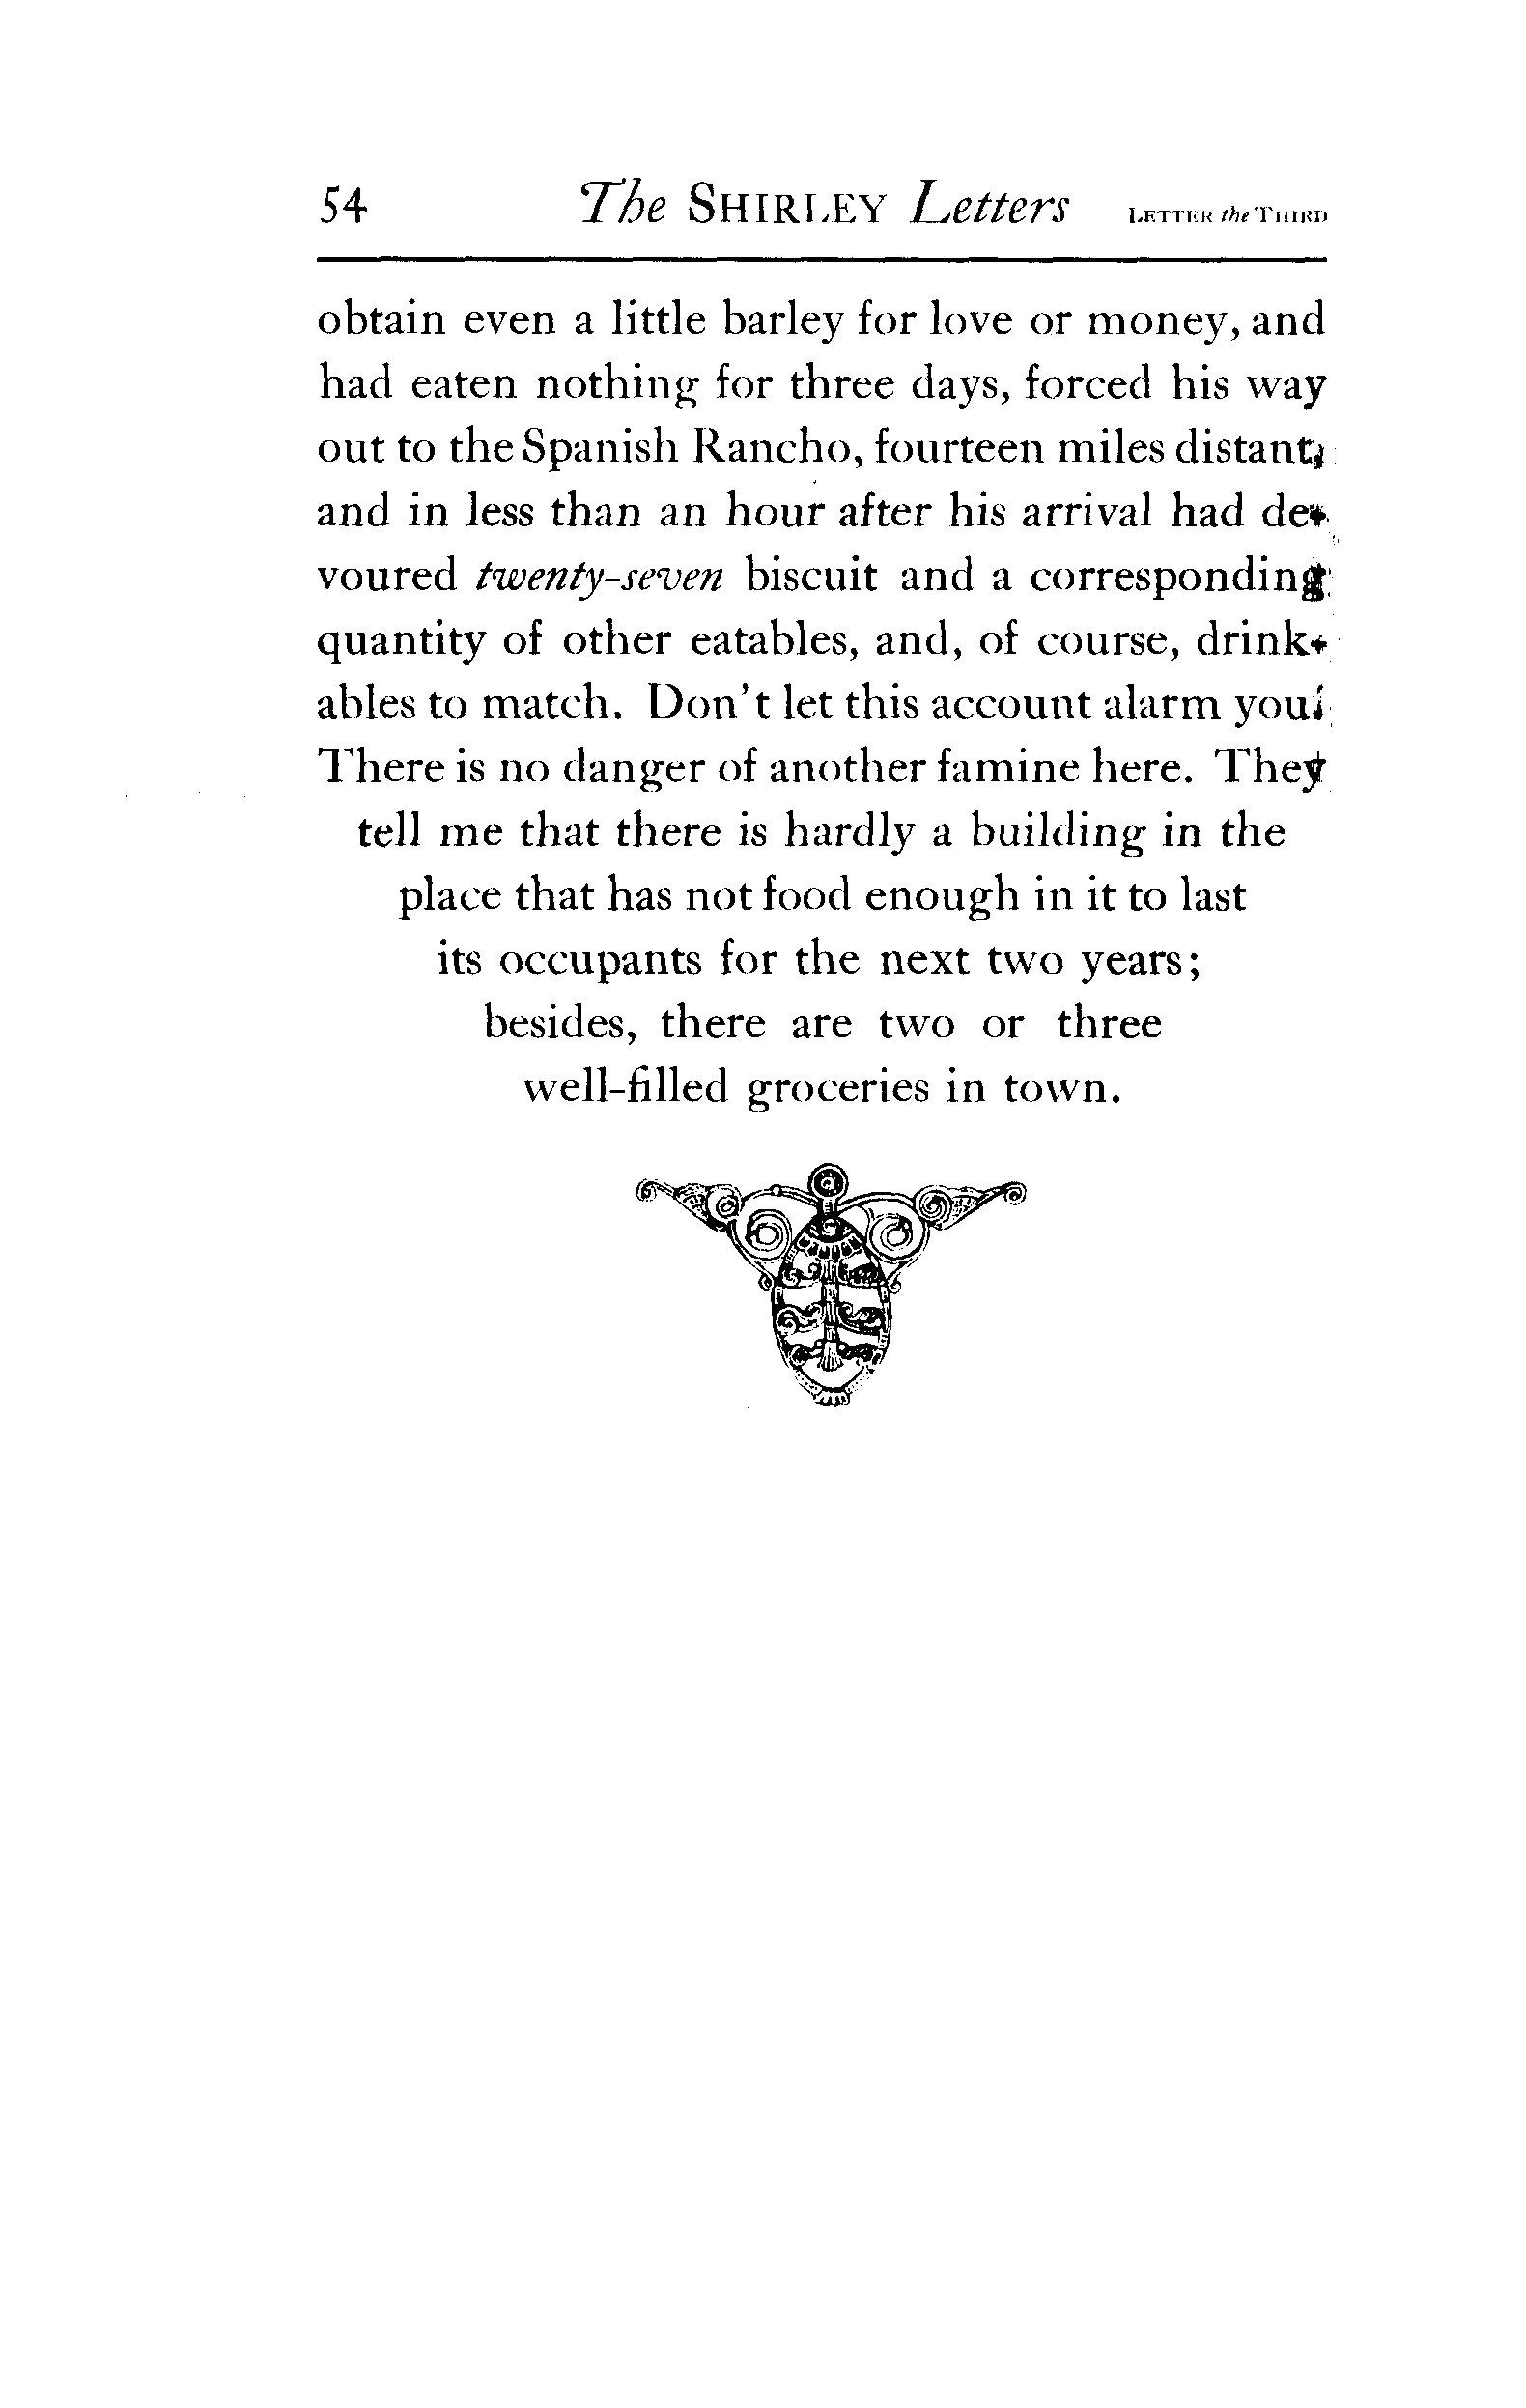 54 The SHIRLEY Letters LETTER the THIRD
obtain even a little barley for love or money, and
had eaten nothing for three days, forced his way
out to the Spanish Rancho, fourteen miles distant,
and in less than an hour after his arrival had de-
voured twenty-seven biscuit and a corresponding
quantity of other eatables, and, of course, drink-
ables to match. Don't let this account alarm you.
There is no danger of another famine here. They
tell me that there is hardly a building in the
place that has not food enough in it to last
its occupants for the next two years;
besides, there are two or three
well-filled groceries in town.